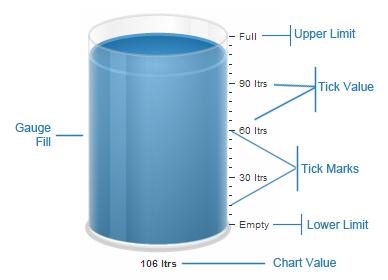 Full
Upper Limit
90 ltrs
Tick Value
Gauge
Fill
60 ltrs
Tick Marks
30 ltrs
Empty
Lower Limit
106 ltrs
Chart Value